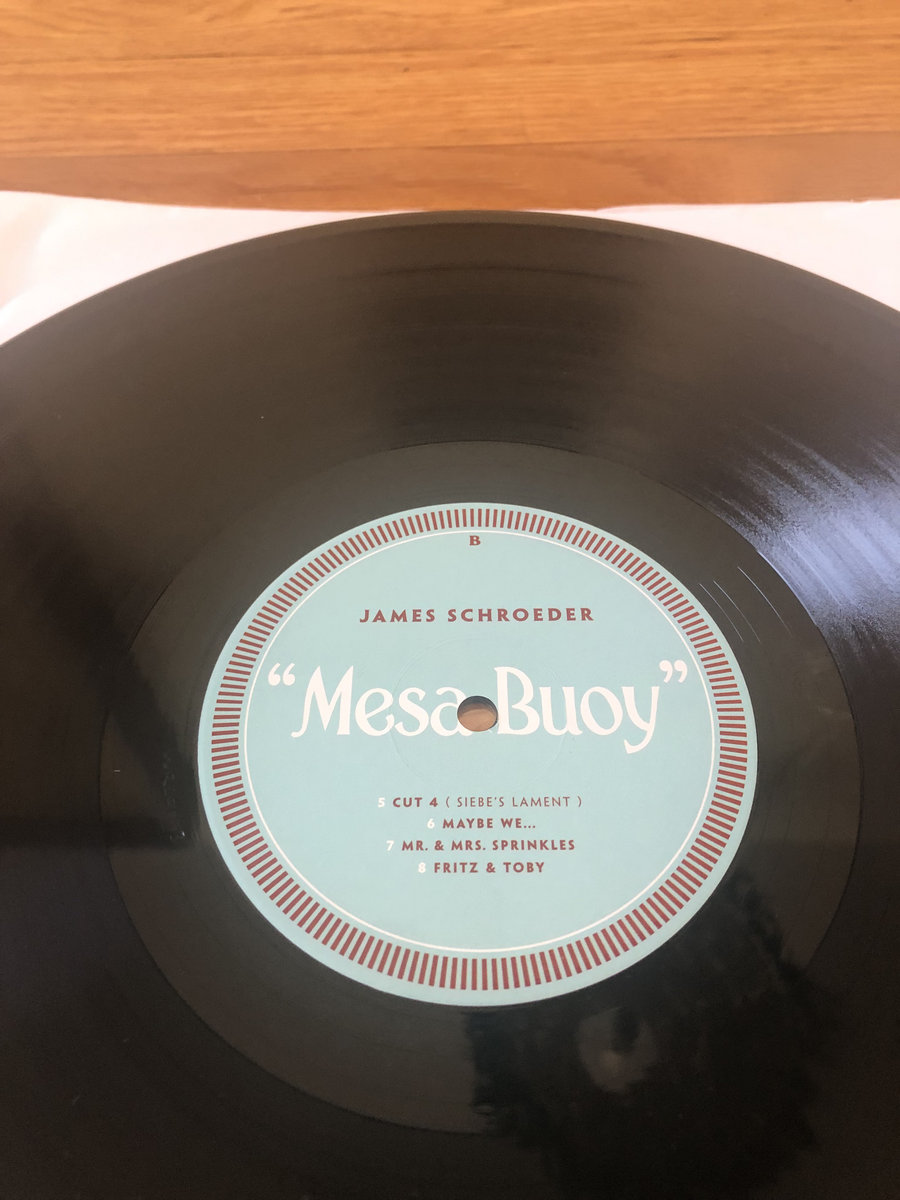 B
JAMES SCHROEDER
“Mesa Buoy”
5 CUT 4 ( SIEBE'S LAMENT )
6 MAYBE WE...
7 MR. & MRS. SPRINKLES
8 FRITZ & TOBY